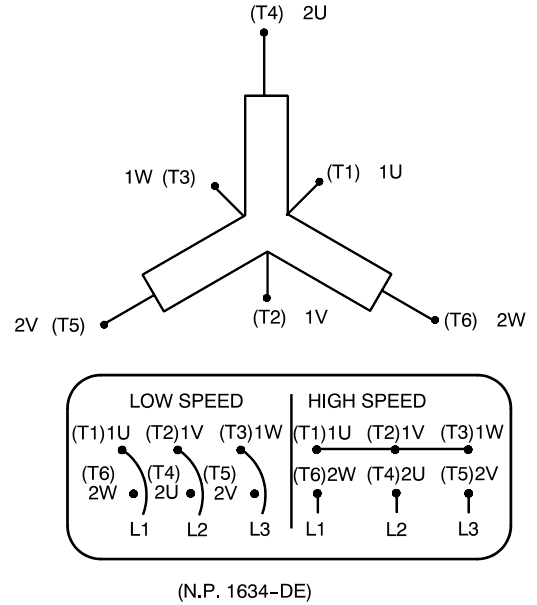 (T4) 2U
1W (T3)
(T1) 1U
2V (T5)
(T2) 1V
(T6) 2W
LOW SPEED
(T1)1U (T2)1V (T3)1W
(T6) (T4) (T5)
2W 2U 2V
L1 L2 L3
HIGH SPEED
(T1)1U (T2)1V (T3)1W
(T6)2W (T4)2U (T5)2V
L1 L2 L3
(N.P. 1634-DE)